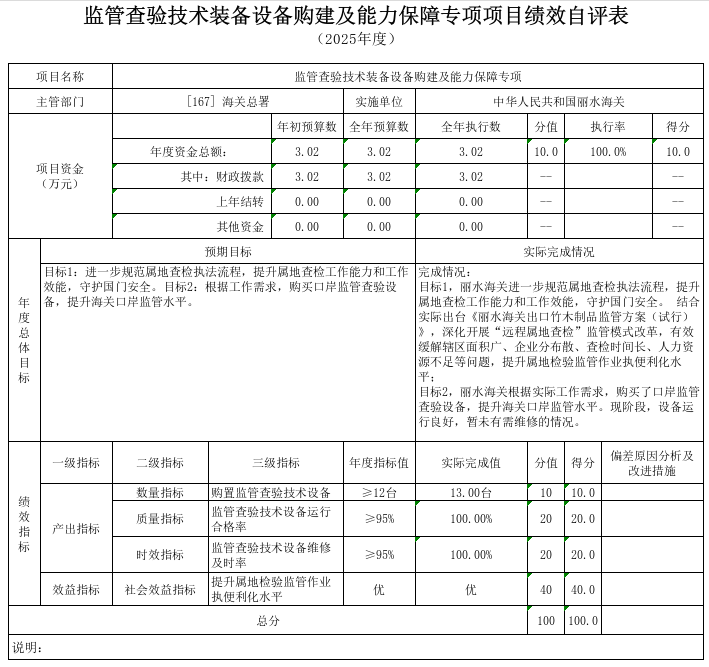 监管查验技术装备设备购建及能力保障专项项目绩效自评表
（2025年度）
项目名称 监管查验技术装备设备购建及能力保障专项
主管部门 [167] 海关总署 实施单位 中华人民共和国丽水海关
项目资金
（万元）
年初预算数 全年预算数 全年执行数 分值 执行率 得分
年度资金总额： 3.02 3.02 3.02 10.0 100.0% 10.0
其中：财政拨款 3.02 3.02 3.02 -- --
上年结转 0.00 0.00 0.00 -- --
其他资金 0.00 0.00 0.00 -- --
年度总体目标
预期目标 实际完成情况
目标1：进一步规范属地查检执法流程，提升属地查检工作能力和工作
效能，守护国门安全。目标2：根据工作需求，购买口岸监管查验设
备，提升海关口岸监管水平。
完成情况：
目标1，丽水海关进一步规范属地查检执法流程，提升
属地查检工作能力和工作效能，守护国门安全。 结合
实际出台《丽水海关出口竹木制品监管方案（试行）
》，深化开展“远程属地查检”监管模式改革，有效
缓解辖区面积广、企业分布散、查检时间长、人力资
源不足等问题，提升属地检验监管作业执便利化水
平；
目标2，丽水海关根据实际工作需求，购买了口岸监管
查验设备，提升海关口岸监管水平。现阶段，设备运
行良好，暂未有需维修的情况。
绩效指标
一级指标 二级指标 三级指标 年度指标值 实际完成值 分值 得分 偏差原因分析及
改进措施
产出指标
数量指标 购置监管查验技术设备 ≥12台 13.00台 10 10.0
质量指标 监管查验技术设备运行
合格率 ≥95% 100.00% 20 20.0
时效指标 监管查验技术设备维修
及时率 ≥95% 100.00% 20 20.0
效益指标 社会效益指标 提升属地检验监管作业
执便利化水平 优 优 40 40.0
总分 100 100.0
说明：